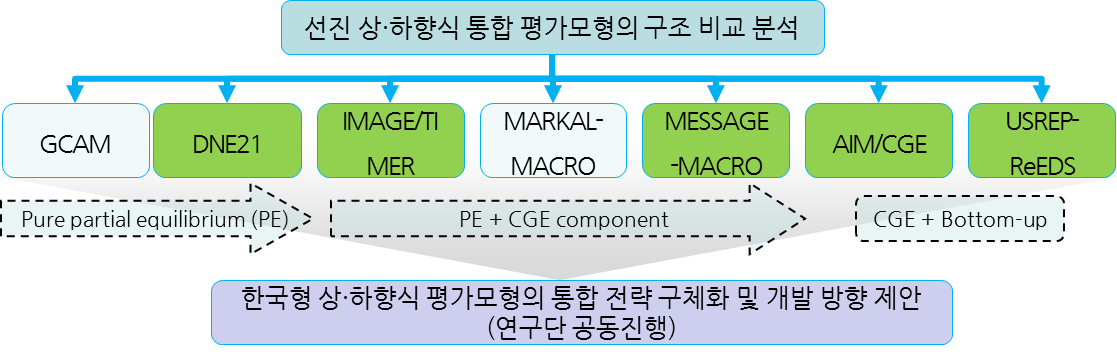 선진 상·하향식 통합 평가모형의 구조 비교 분석
GCAM
DNE21
IMAGE/TI
MER
MARKAL-
MACRO
MESSAGE
-MACRO
AIM/CGE
USREP-
ReEDS
Pure partial equilibrium (PE)
PE + CGE component
CGE + Bottom-up
한국형 상·하향식 평가모형의 통합 전략 구체화 및 개발 방향 제안
(연구단 공동진행)